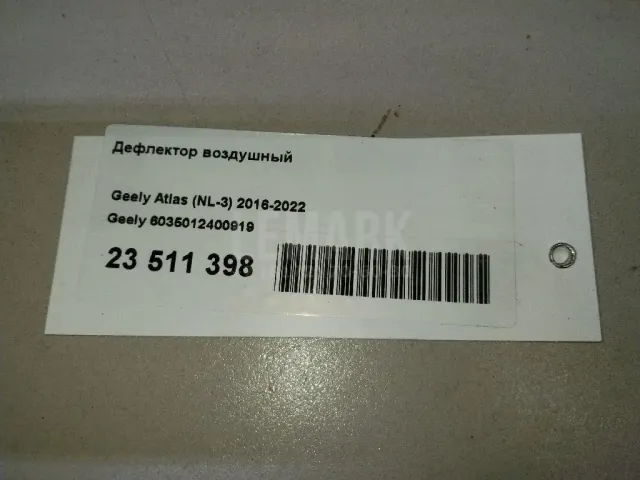 Дефлектор воздушный
Geely Atlas (NL-3) 2016-2022
Geely 6035012400919
23 511 398